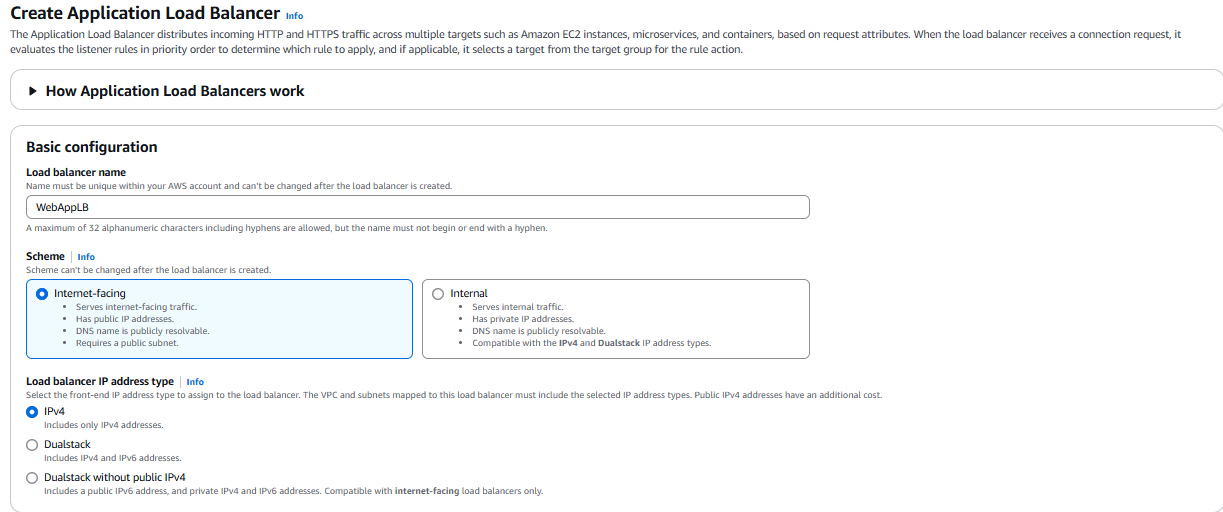 Create Application Load Balancer Info
The Application Load Balancer distributes incoming HTTP and HTTPS traffic across multiple targets such as Amazon EC2 instances, microservices, and containers, based on request attributes. When the load balancer receives a connection request, it
evaluates the listener rules in priority order to determine which rule to apply, and if applicable, it selects a target from the target group for the rule action.
How Application Load Balancers work
Basic configuration
Load balancer name
Name must be unique within your AWS account and can't be changed after the load balancer is created.
WebAppLB
A maximum of 32 alphanumeric characters including hyphens are allowed, but the name must not begin or end with a hyphen.
Scheme Info
Scheme can't be changed after the load balancer is created.
Internet-facing
• Serves internet-facing traffic.
• Has public IP addresses.
• DNS name is publicly resolvable.
• Requires a public subnet.
Internal
• Serves internal traffic.
• Has private IP addresses.
• DNS name is publicly resolvable.
• Compatible with the IPv4 and Dualstack IP address types.
Load balancer IP address type Info
Select the front-end IP address type to assign to the load balancer. The VPC and subnets mapped to this load balancer must include the selected IP address types. Public IPv4 addresses have an additional cost.
IPv4
Includes only IPv4 addresses.
Dualstack
Includes IPv4 and IPv6 addresses.
Dualstack without public IPv4
Includes a public IPv6 address, and private IPv4 and IPv6 addresses. Compatible with internet-facing load balancers only.